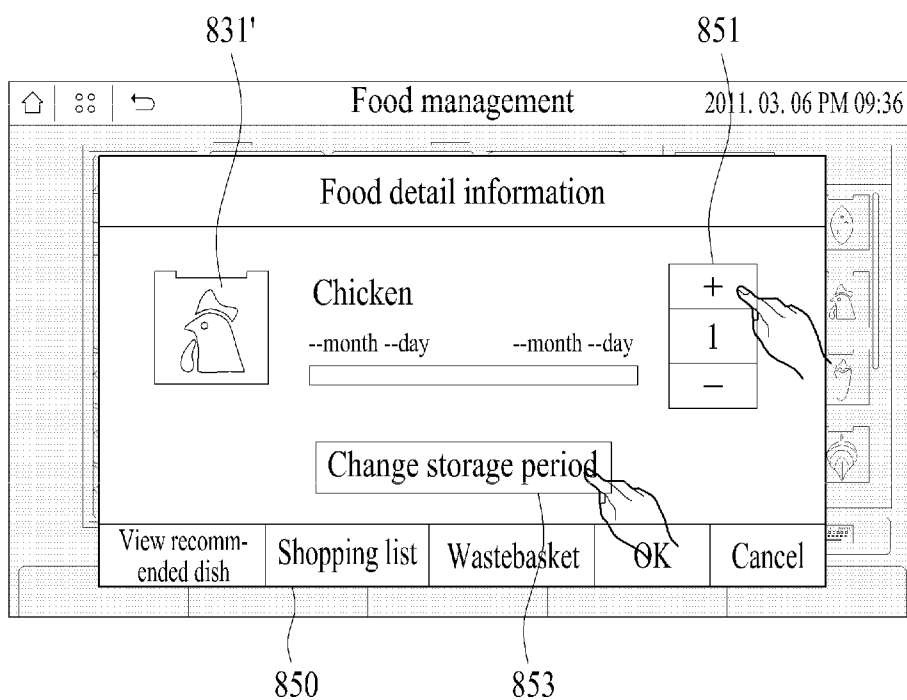 831'
851
Food management
2011. 03. 06 PM 09:36
Food detail information
Chicken
--month --day
--month --day
+
1
−
Change storage period
View recomm-
ended dish
Shopping list
Wastebasket
OK
Cancel
850
853